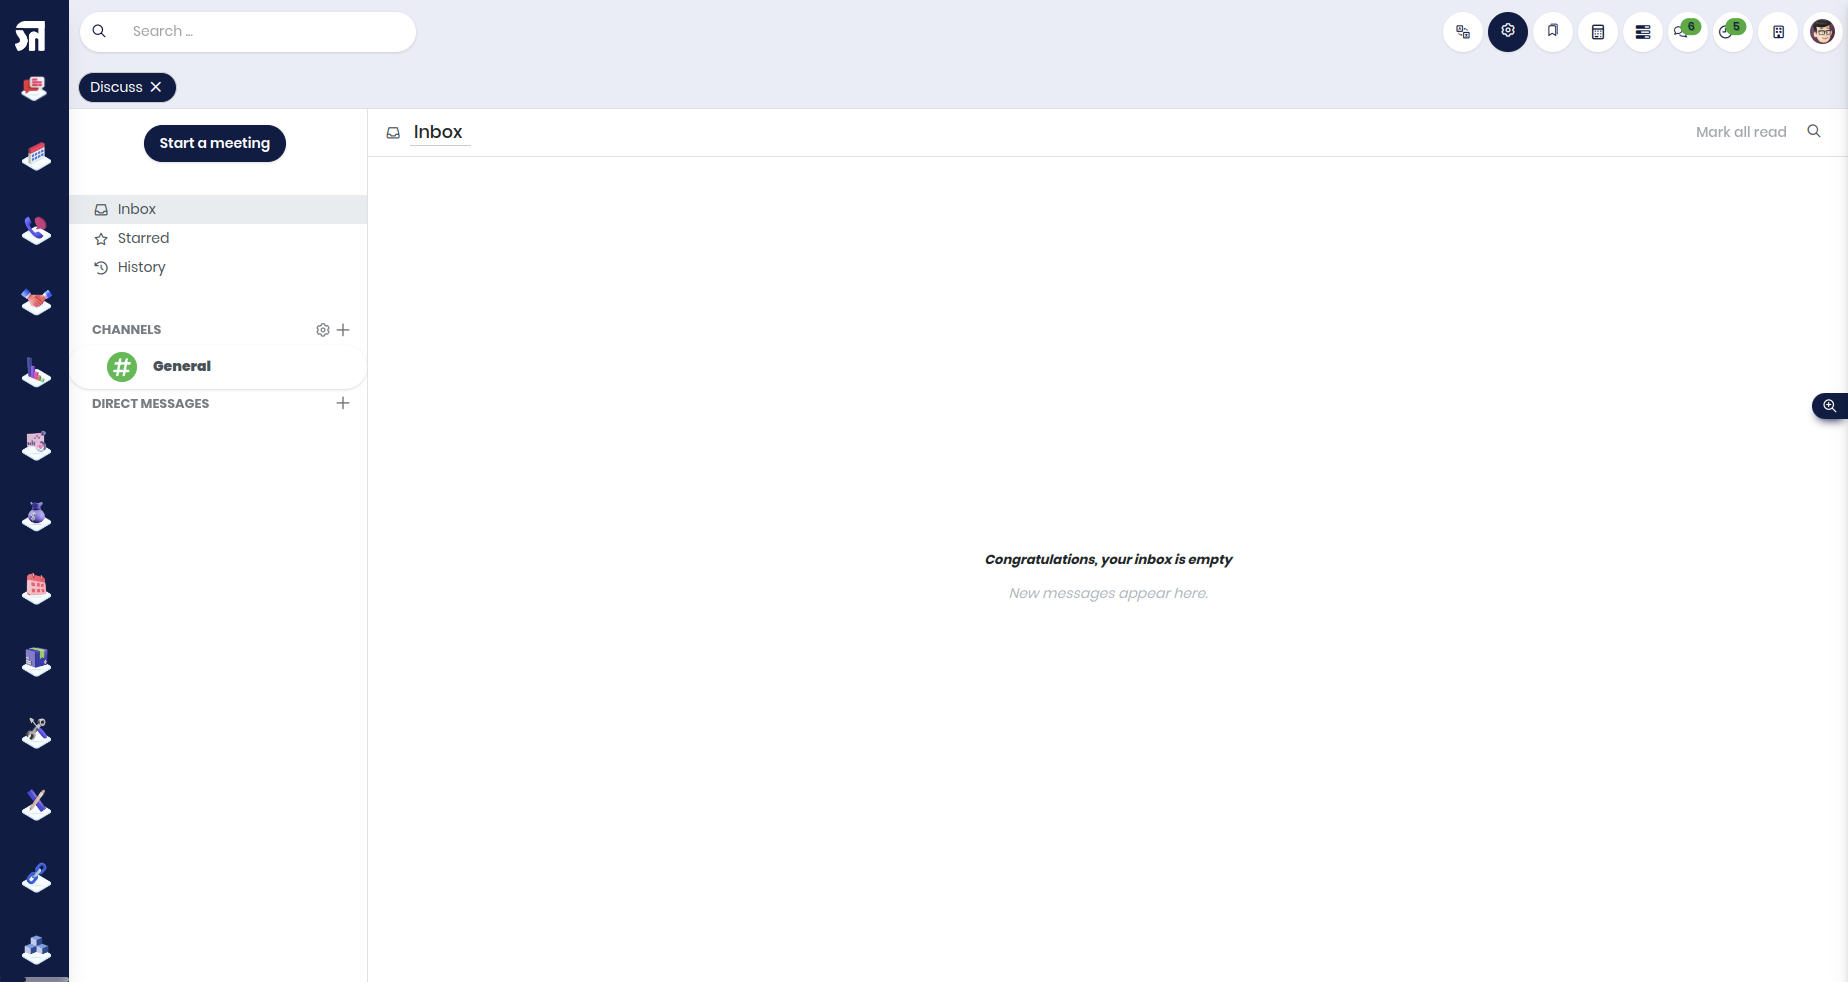 Search ...
6
5
Discuss
Start a meeting
Inbox
Mark all read
Inbox
Starred
History
CHANNELS
General
DIRECT MESSAGES
Congratulations, your inbox is empty
New messages appear here.